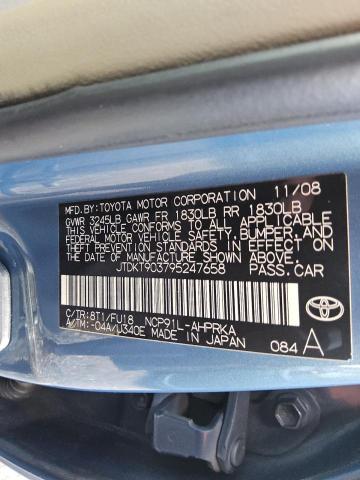 MFD.BY:TOYOTA MOTOR CORPORATION 11/08
GVWR 3245LB GAWR FR 1830LB RR 1830LB
THIS VEHICLE CONFORMS TO ALL APPLICABLE
FEDERAL MOTOR VEHICLE SAFETY, BUMPER, AND
THEFT PREVENTION STANDARDS IN EFFECT ON
THE DATE OF MANUFACTURE SHOWN ABOVE.
JTDKT903795247658 PASS.CAR
C/TR:8T1/FU18 NCP91L-AHPRKA
A/TM:-04A/U340E MADE IN JAPAN 084 A
TOYOTA